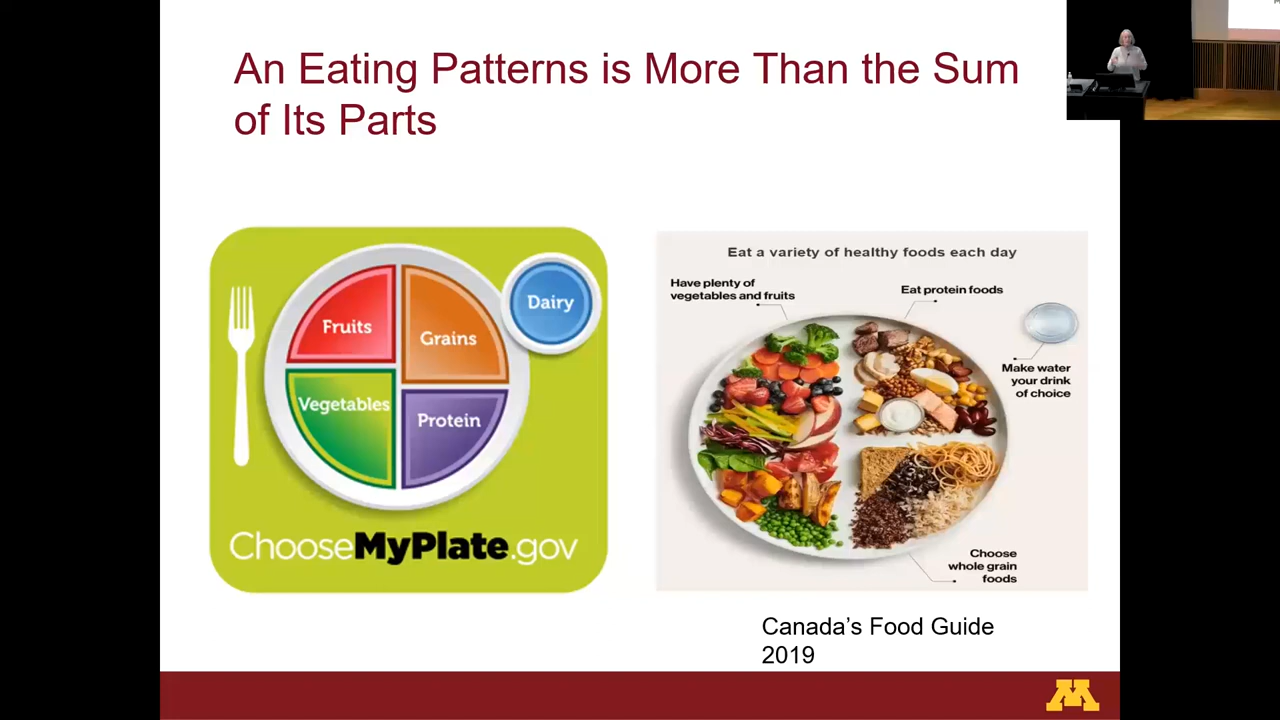 An Eating Patterns is More Than the Sum
of Its Parts
Fruits
Grains
Dairy
Vegetables
Protein
ChooseMyPlate.gov
Eat a variety of healthy foods each day
Have plenty of
vegetables and fruits
Eat protein foods
Make water
your drink
of choice
Choose
whole grain
foods
Canada's Food Guide
2019
M